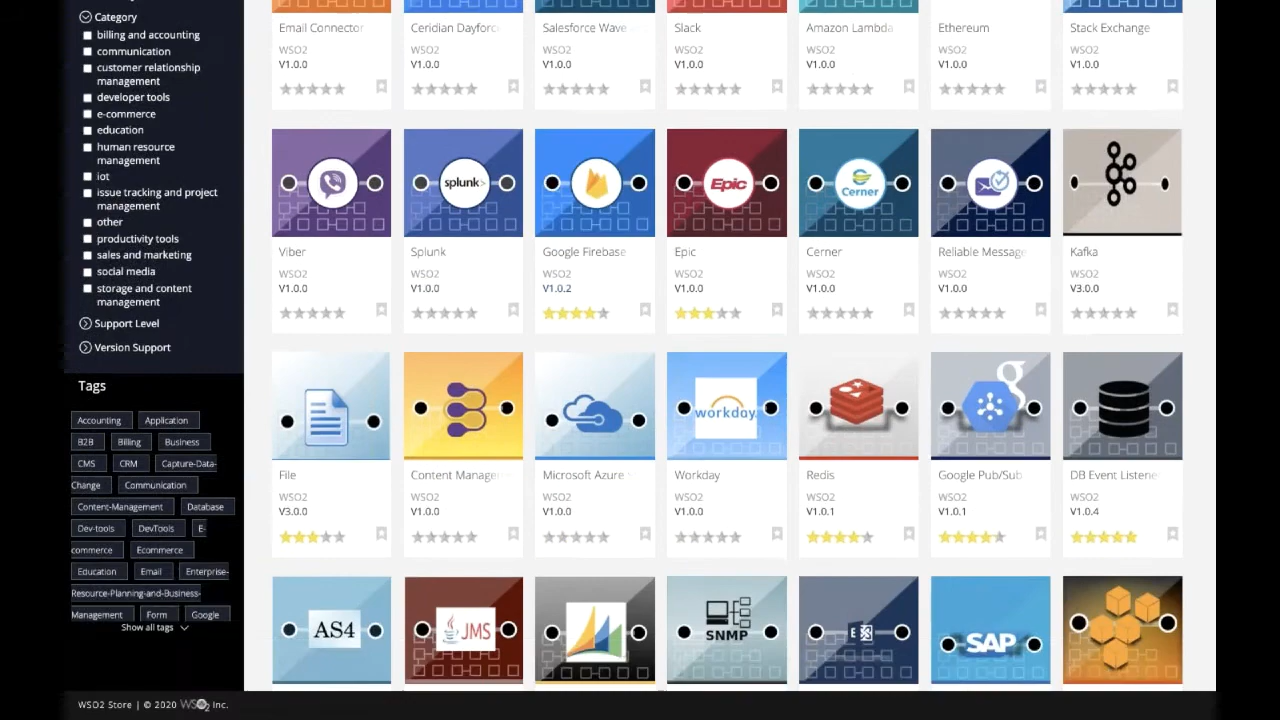 Category
billing and accounting
communication
customer relationship
management
developer tools
e-commerce
education
human resource
management
iot
issue tracking and project
management
other
productivity tools
sales and marketing
social media
storage and content
management
Support Level
Version Support
Tags
Accounting Application
B2B Billing Business
CMS CRM Capture-Data-
Change Communication
Content-Management Database
Dev-tools DevTools E-
commerce Ecommerce
Education Email Enterprise-
Resource-Planning-and-Business-
Management Form Google
Show all tags
Email Connector Ceridian Dayforc Salesforce Wave Slack Amazon Lambda Ethereum Stack Exchange
WSO2 WSO2 WSO2 WSO2 WSO2 WSO2 WSO2
V1.0.0 V1.0.0 V1.0.0 V1.0.0 V1.0.0 V1.0.0 V1.0.0
splunk> Epic Cerner
Viber Splunk Google Firebase Epic Cerner Reliable Message Kafka
WSO2 WSO2 WSO2 WSO2 WSO2 WSO2 WSO2
V1.0.0 V1.0.0 V1.0.2 V1.0.0 V1.0.0 V1.0.0 V3.0.0
workday. g
File Content Manage Microsoft Azure Workday Redis Google Pub/Sub DB Event Listene
WSO2 WSO2 WSO2 WSO2 WSO2 WSO2 WSO2
V3.0.0 V1.0.0 V1.0.0 V1.0.0 V1.0.1 V1.0.1 V1.0.4
AS4 JMS SNMP E SAP
WSO2 Store | © 2020 WSO2 Inc.